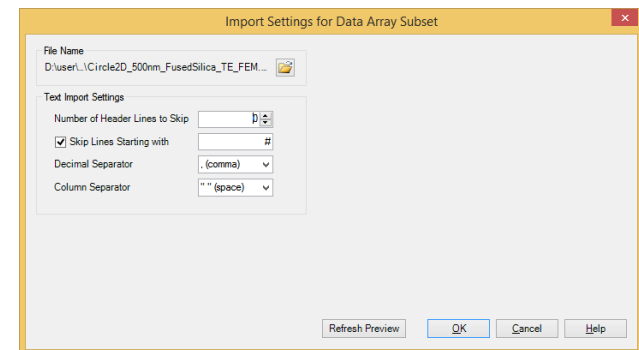 Import Settings for Data Array Subset
File Name
D:\user\..\Circle2D_500nm_FusedSilica_TE_FEM...
Text Import Settings
Number of Header Lines to Skip 0
Skip Lines Starting with #
Decimal Separator , (comma)
Column Separator " " (space)
Refresh Preview OK Cancel Help